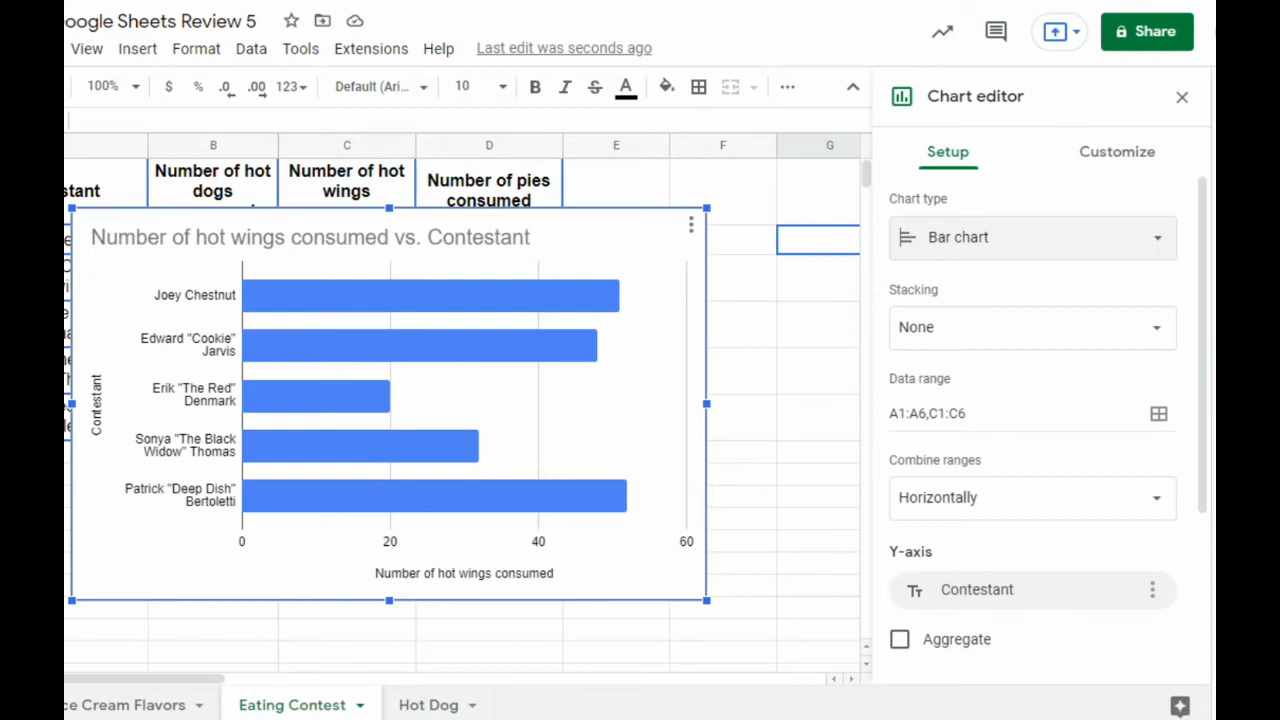 oogle Sheets Review 5
View Insert Format Data Tools Extensions Help Last edit was seconds ago
Share
100% $ % .0 .00 123 Default (Ari... 10 B I S A
Chart editor
Setup Customize
B C D E F G
stant
Number of hot
dogs
Number of hot
wings
Number of pies
consumed
Number of hot wings consumed vs. Contestant
Contestant
Joey Chestnut
Edward "Cookie"
Jarvis
Erik "The Red"
Denmark
Sonya "The Black
Widow" Thomas
Patrick "Deep Dish"
Bertoletti
0 20 40 60
Number of hot wings consumed
Chart type
Bar chart
Stacking
None
Data range
A1:A6,C1:C6
Combine ranges
Horizontally
Y-axis
Tт Contestant
Aggregate
ce Cream Flavors Eating Contest Hot Dog